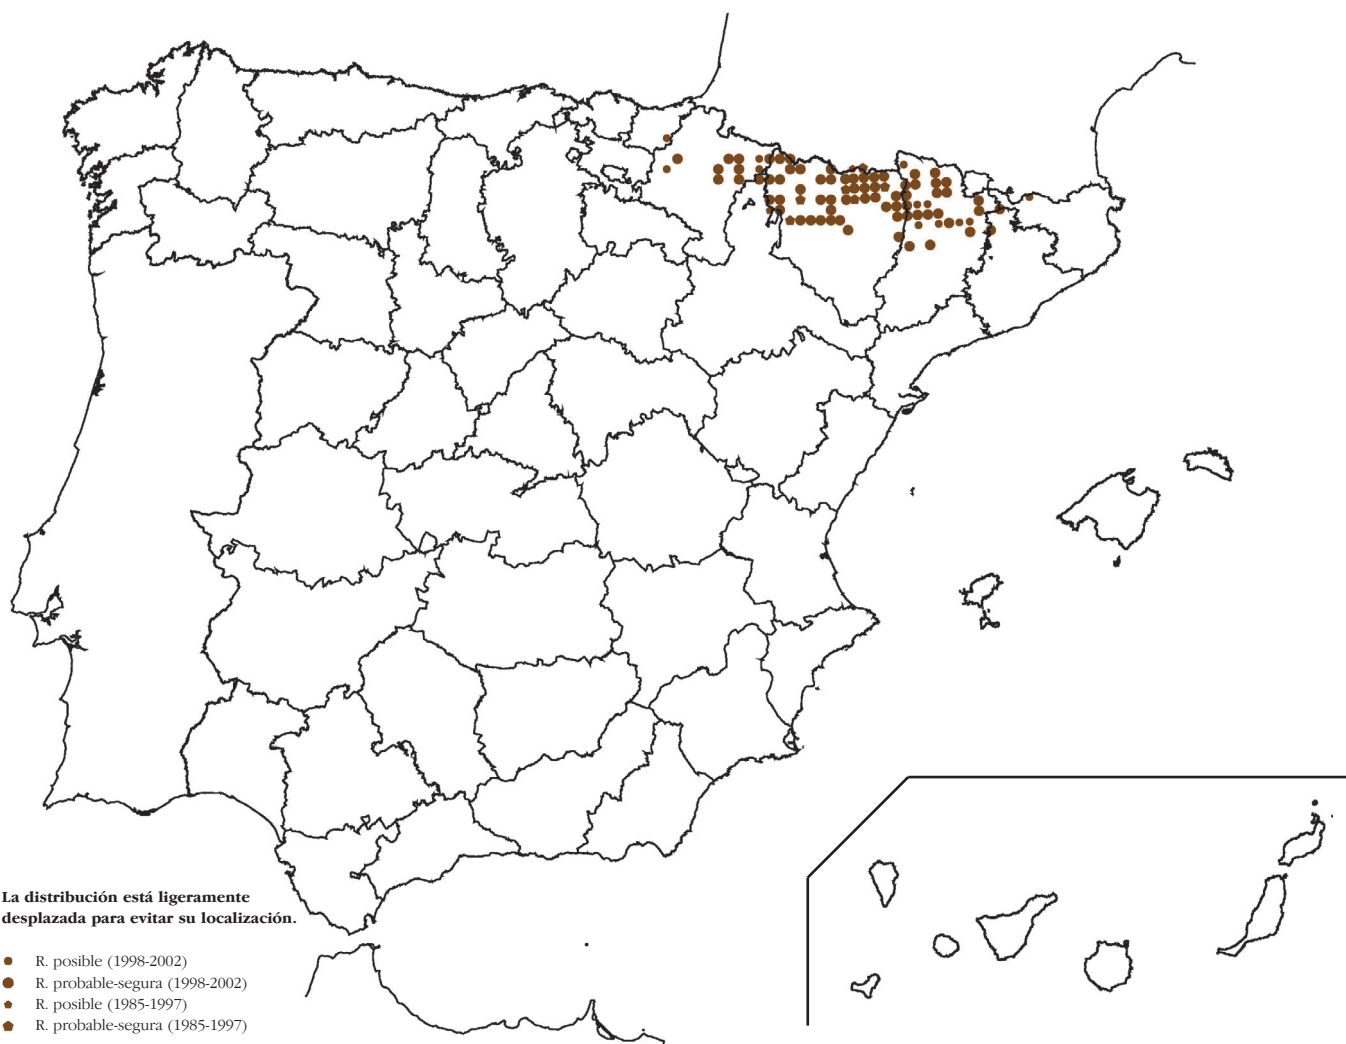 La distribución está ligeramente
desplazada para evitar su localización.
R. posible (1998-2002)
R. probable-segura (1998-2002)
R. posible (1985-1997)
R. probable-segura (1985-1997)